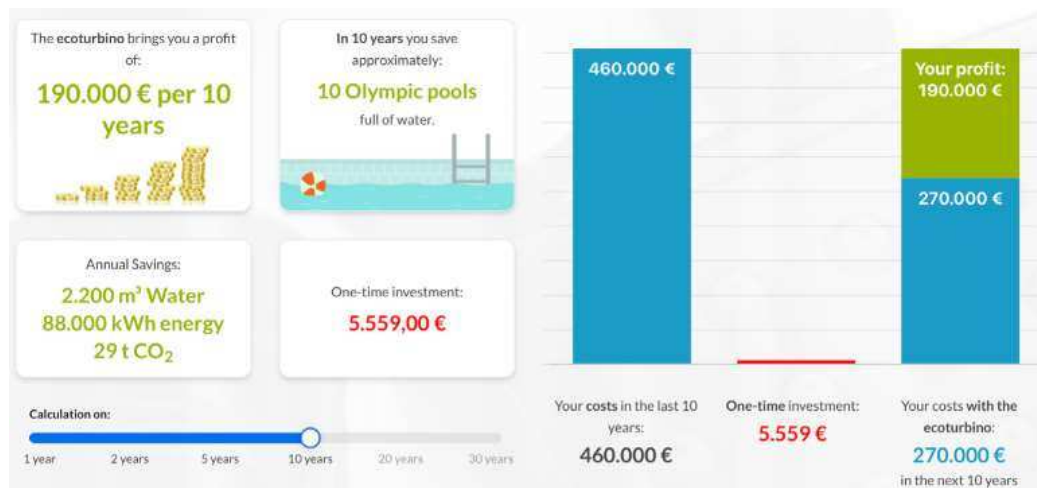 The ecoturbino brings you a profit
of:
190.000 € per 10
years
In 10 years you save
approximately:
10 Olympic pools
full of water.
Annual Savings:
2.200 m³ Water
88.000 kWh energy
29 t CO₂
One-time investment:
5.559,00 €
Calculation on:
1 year 2 years 5 years 10 years 20 years 30 years
460.000 €
Your profit:
190.000 €
270.000 €
Your costs in the last 10
years:
460.000 €
One-time investment:
5.559 €
Your costs with the
ecoturbino:
270.000 €
in the next 10 years